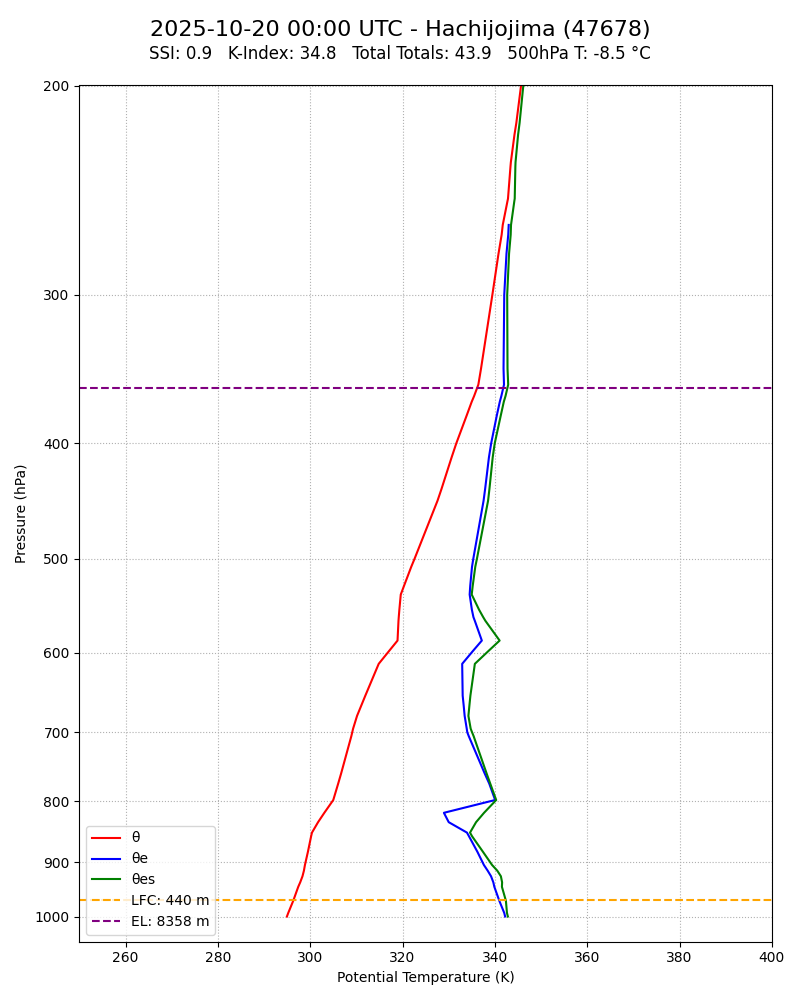 2025-10-20 00:00 UTC - Hachijojima (47678)
SSI: 0.9   K-Index: 34.8   Total Totals: 43.9   500hPa T: -8.5 °C
200
300
400
500
600
700
800
900
1000
Pressure (hPa)
θ
θe
θes
LFC: 440 m
EL: 8358 m
260 280 300 320 340 360 380 400
Potential Temperature (K)